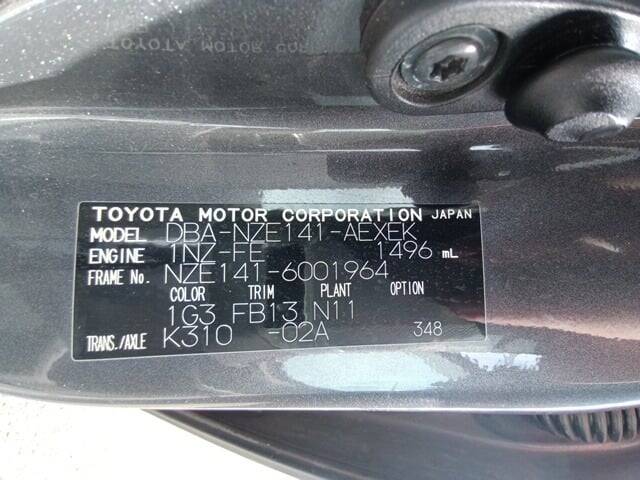 TOYOTA MOTOR CORPORATION JAPAN
MODEL DBA-NZE141-AEXEK
ENGINE 1NZ-FE 1496 mL
FRAME No. NZE141-6001964
COLOR TRIM PLANT OPTION
1G3 FB13 N11
TRANS./AXLE K310 -02A 348